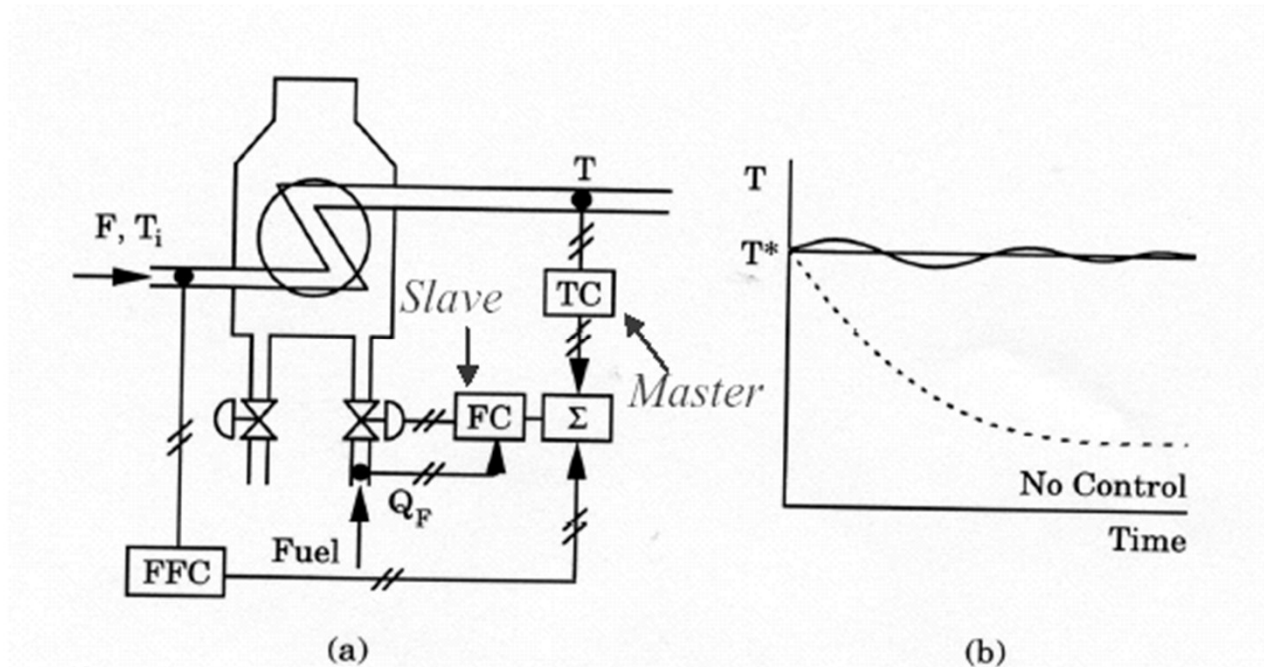 T
F, Tᵢ
Slave
TC
Master
FC
Σ
Q_F
Fuel
FFC
(a)
T
T*
No Control
Time
(b)